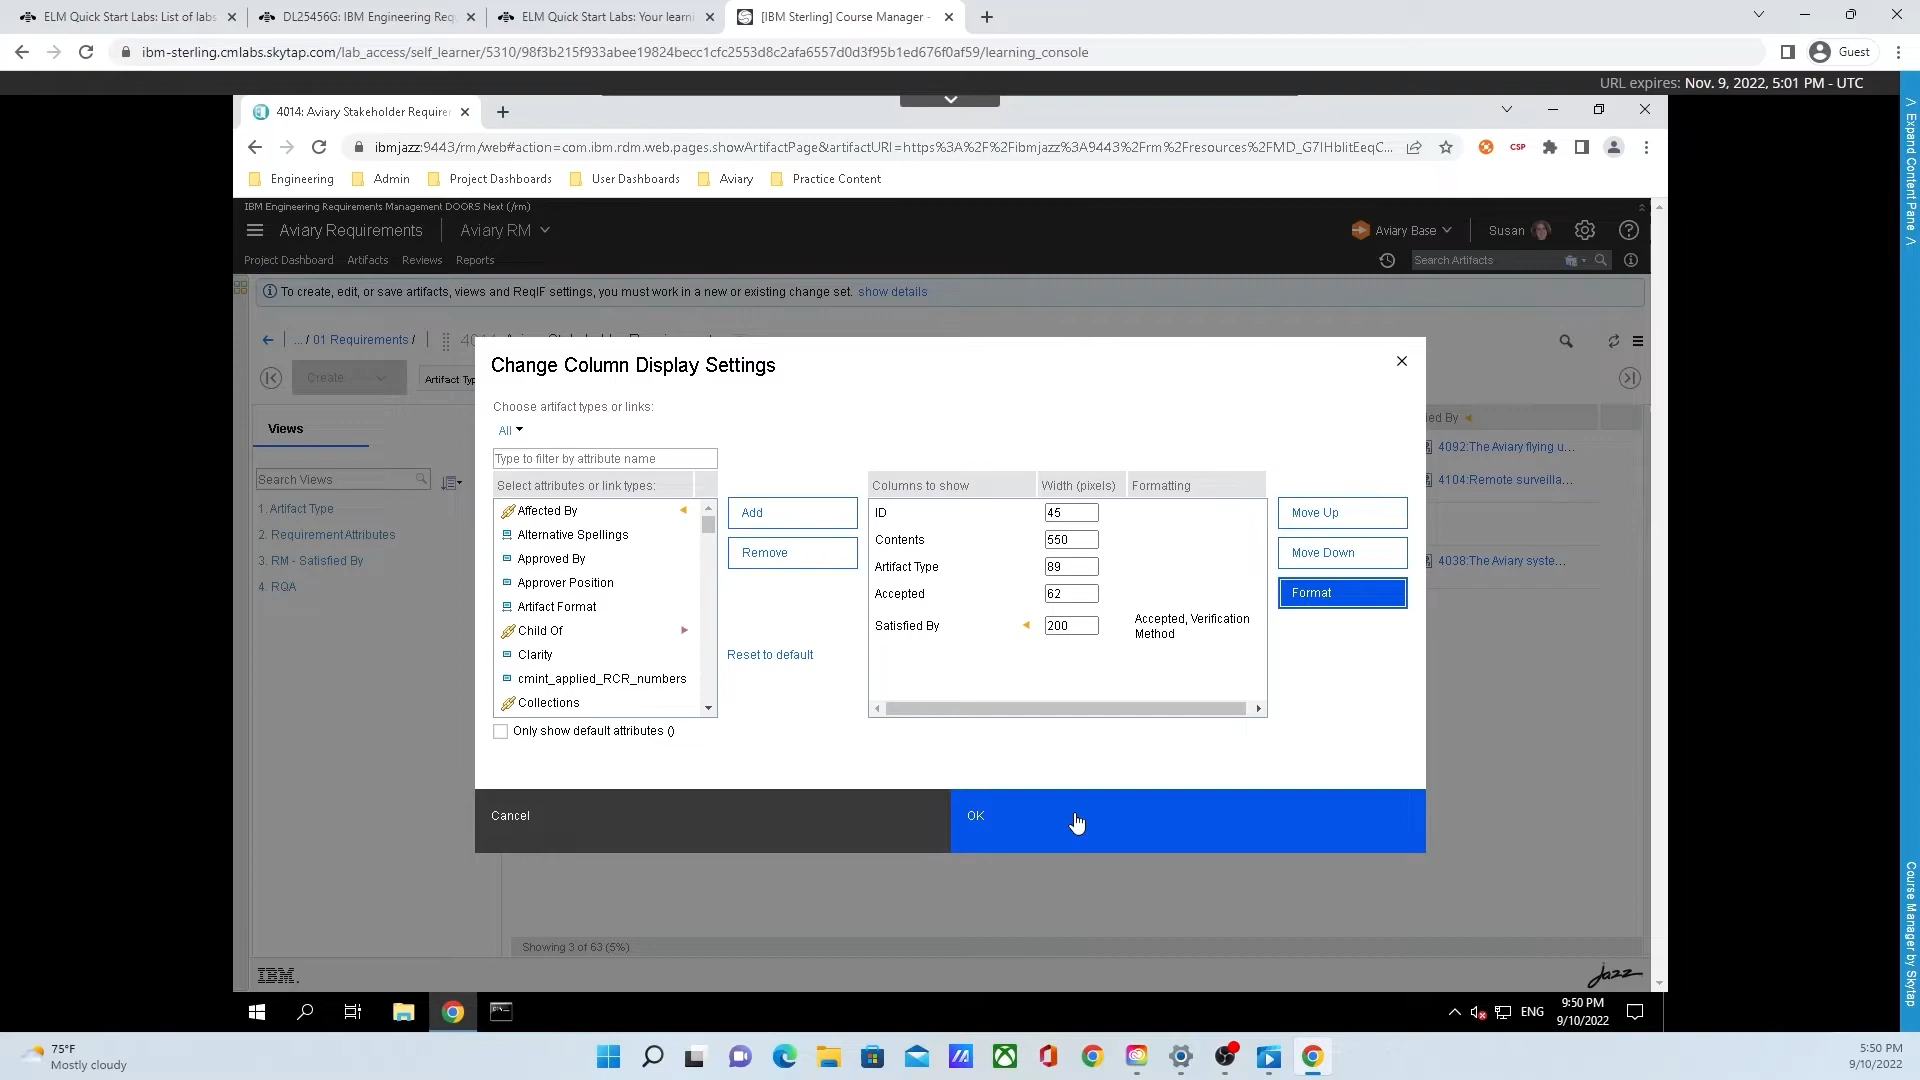 ELM Quick Start Labs: List of labs
DL25456G: IBM Engineering Req
ELM Quick Start Labs: Your learni
[IBM Sterling] Course Manager -
ibm-sterling.cmlabs.skytap.com/lab_access/self_learner/5310/98f3b215f933abee19824becc1cfc2553d8c2afa6557d0d3f95b1ed676f0af59/learning_console
Guest
URL expires: Nov. 9, 2022, 5:01 PM - UTC
4014: Aviary Stakeholder Requirer
ibmjazz:9443/rm/web#action=com.ibm.rdm.web.pages.showArtifactPage&artifactURI=https%3A%2F%2Fibmjazz%3A9443%2Frm%2Fresources%2FMD_G7IHblitEeqC...
CSP
Engineering
Admin
Project Dashboards
User Dashboards
Aviary
Practice Content
IBM Engineering Requirements Management DOORS Next (/rm)
Aviary Requirements
Aviary RM
Aviary Base
Susan
Project Dashboard
Artifacts
Reviews
Reports
Search Artifacts
To create, edit, or save artifacts, views and ReqIF settings, you must work in a new or existing change set. show details
... / 01 Requirements /
Create
Artifact Typ
Views
Search Views
1. Artifact Type
2. Requirement Attributes
3. RM - Satisfied By
4. RQA
Change Column Display Settings
Choose artifact types or links:
All
Type to filter by attribute name
Select attributes or link types:
Affected By
Alternative Spellings
Approved By
Approver Position
Artifact Format
Child Of
Clarity
cmint_applied_RCR_numbers
Collections
Only show default attributes ()
Add
Remove
Reset to default
Columns to show
Width (pixels)
Formatting
ID
45
Contents
550
Artifact Type
89
Accepted
62
Satisfied By
200
Accepted, Verification
Method
Move Up
Move Down
Format
Cancel
OK
ed By
4092:The Aviary flying u...
4104:Remote surveilla...
4038:The Aviary syste...
Showing 3 of 63 (5%)
IBM.
jazz
ENG
9:50 PM
9/10/2022
< Expand Content Pane <
Course Manager by Skytap
75°F
Mostly cloudy
5:50 PM
9/10/2022